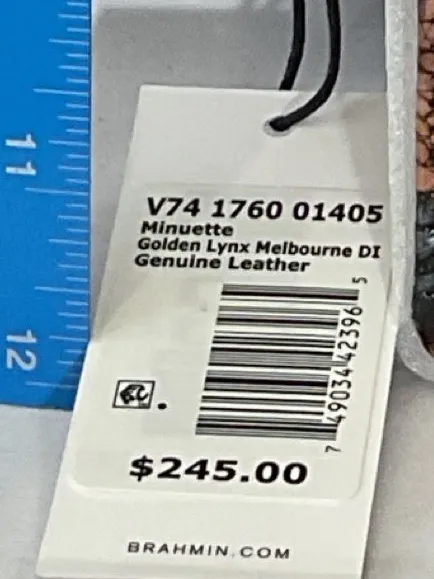 11
12
V74 1760 01405
Minuette
Golden Lynx Melbourne DI
Genuine Leather
7 49034 42396 5
$245.00
BRAHMIN.COM